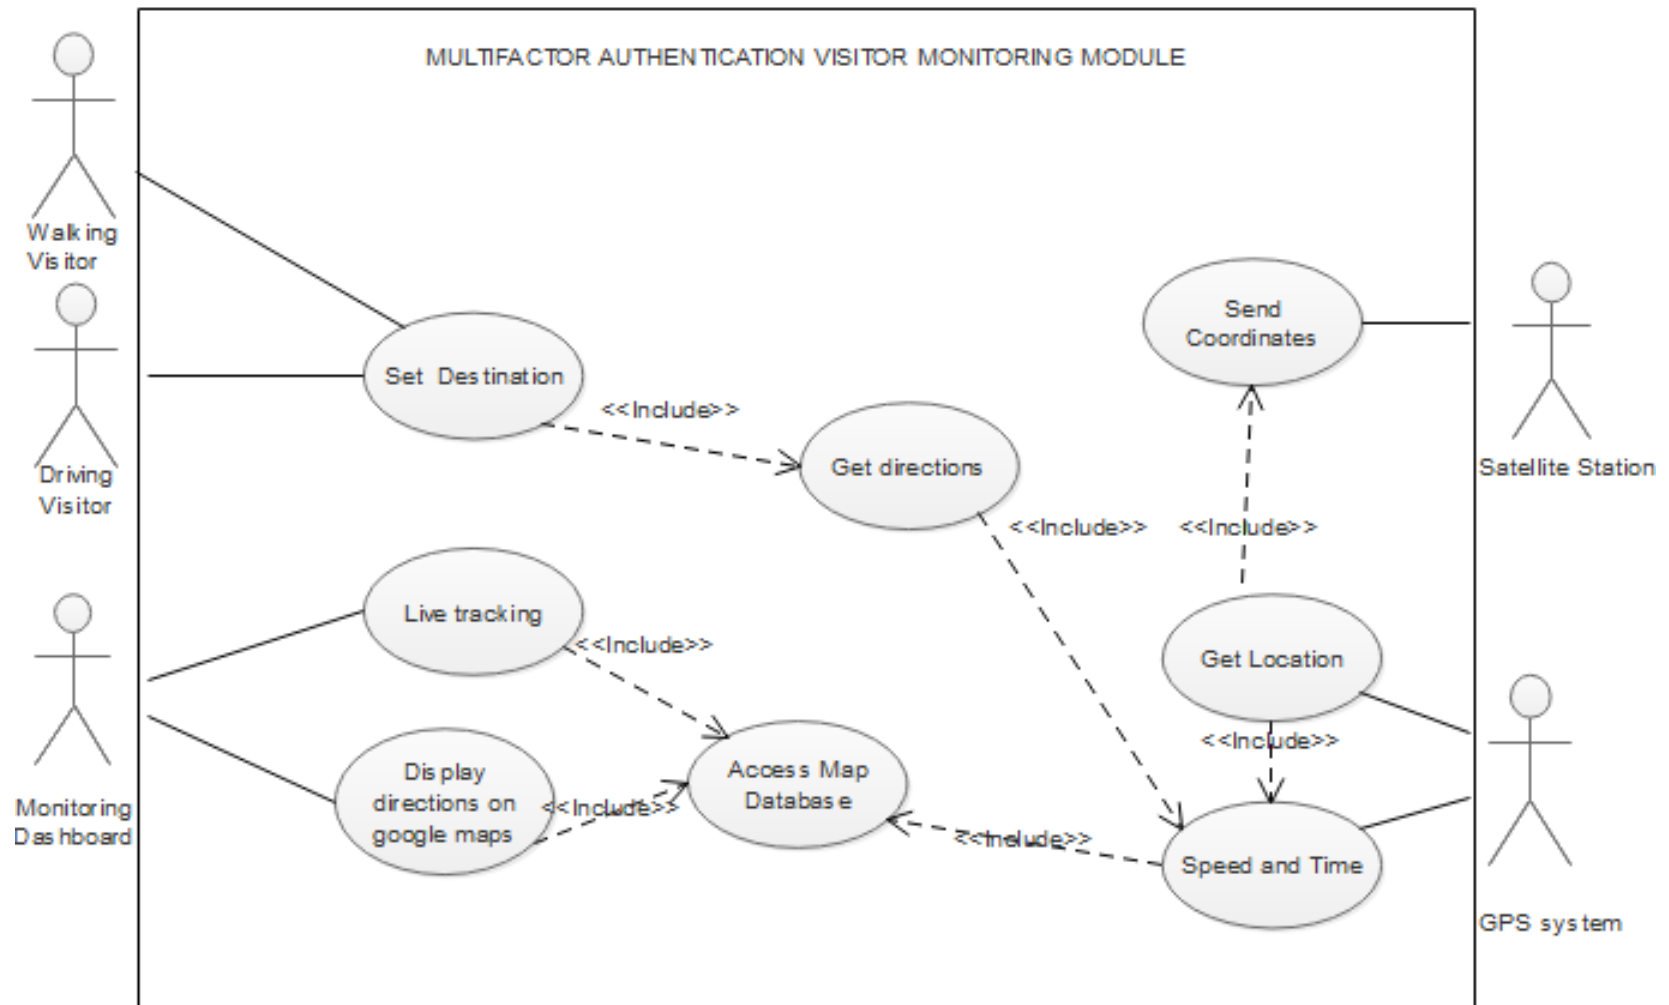 MULTIFACTOR AUTHENTICATION VISITOR MONITORING MODULE
Walking
Visitor
Driving
Visitor
Monitoring
Dashboard
Set Destination
<<Include>>
Get directions
<<Include>>
<<Include>>
Send
Coordinates
Satellite Station
Live tracking
<<Include>>
Get Location
<<Include>>
Display
directions on
google maps
<<Include>>
Access Map
Database
<<Include>>
Speed and Time
GPS system